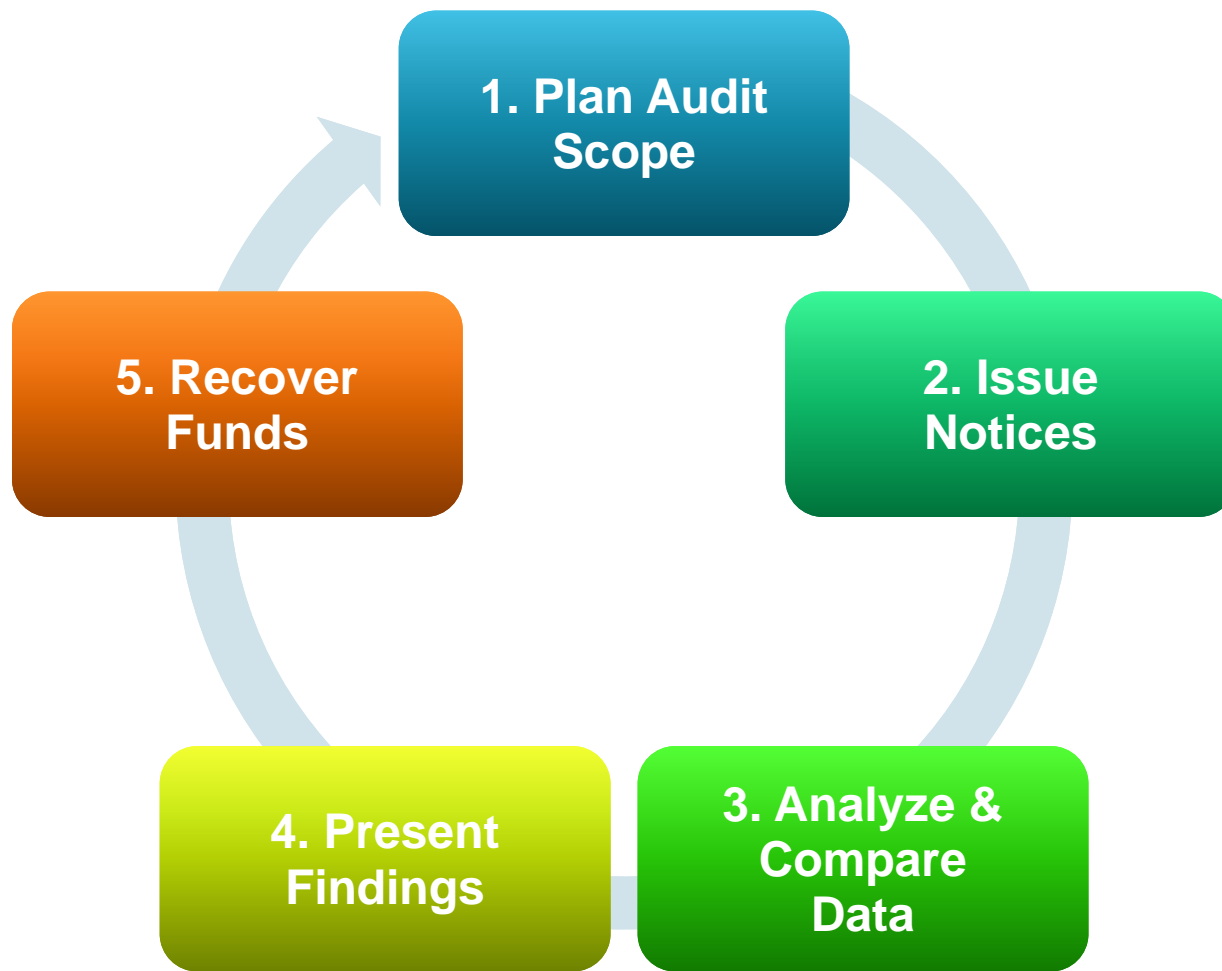 1. Plan Audit
Scope
2. Issue
Notices
3. Analyze &
Compare
Data
4. Present
Findings
5. Recover
Funds